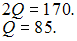 2Q = 170.
Q = 85.